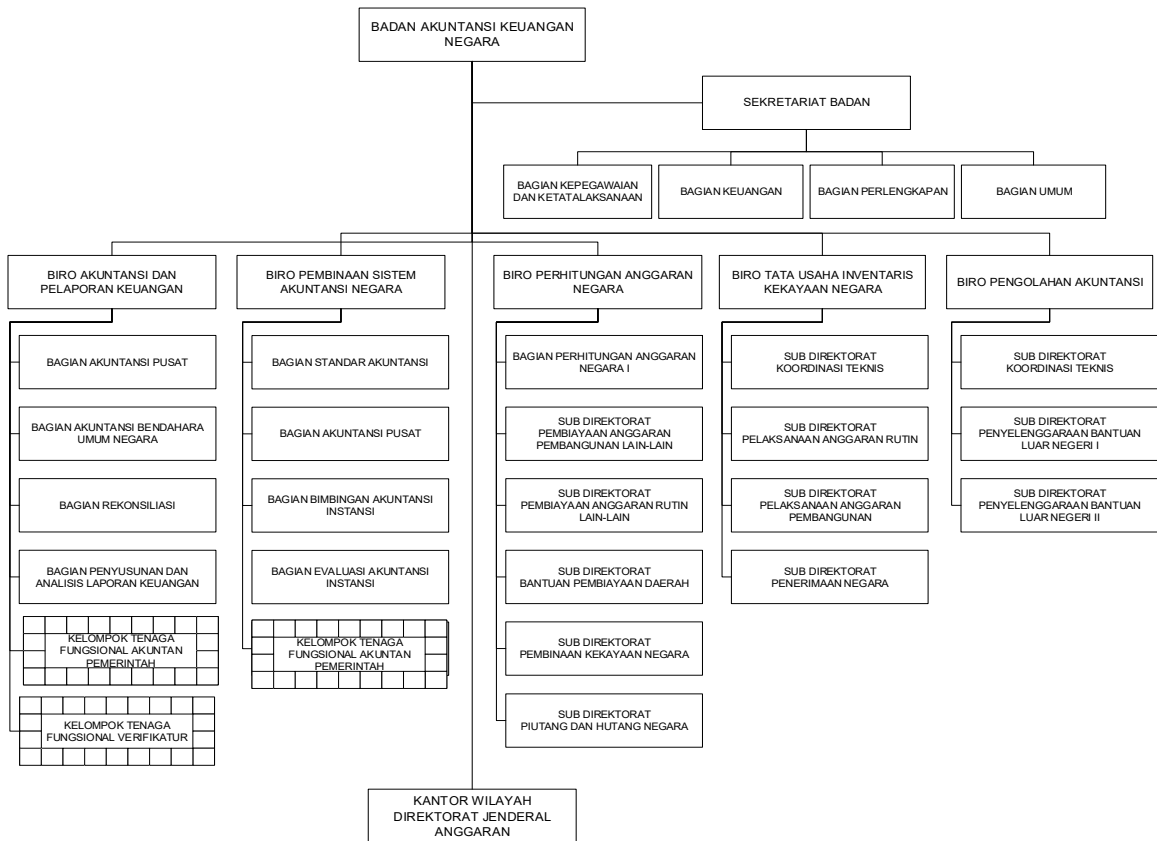 BADAN AKUNTANSI KEUANGAN
NEGARA
SEKRETARIAT BADAN
BAGIAN KEPEGAWAIAN
DAN KETATALAKSANAAN
BAGIAN KEUANGAN
BAGIAN PERLENGKAPAN
BAGIAN UMUM
BIRO AKUNTANSI DAN
PELAPORAN KEUANGAN
BAGIAN AKUNTANSI PUSAT
BAGIAN AKUNTANSI BENDAHARA
UMUM NEGARA
BAGIAN REKONSILIASI
BAGIAN PENYUSUNAN DAN
ANALISIS LAPORAN KEUANGAN
KELOMPOK TENAGA
FUNGSIONAL AKUNTAN
PEMERINTAH
KELOMPOK TENAGA
FUNGSIONAL VERIFIKATUR
BIRO PEMBINAAN SISTEM
AKUNTANSI NEGARA
BAGIAN STANDAR AKUNTANSI
BAGIAN AKUNTANSI PUSAT
BAGIAN BIMBINGAN AKUNTANSI
INSTANSI
BAGIAN EVALUASI AKUNTANSI
INSTANSI
KELOMPOK TENAGA
FUNGSIONAL AKUNTAN
PEMERINTAH
BIRO PERHITUNGAN ANGGARAN
NEGARA
BAGIAN PERHITUNGAN ANGGARAN
NEGARA I
SUB DIREKTORAT
PEMBIAYAAN ANGGARAN
PEMBANGUNAN LAIN-LAIN
SUB DIREKTORAT
PEMBIAYAAN ANGGARAN RUTIN
LAIN-LAIN
SUB DIREKTORAT
BANTUAN PEMBIAYAAN DAERAH
SUB DIREKTORAT
PEMBINAAN KEKAYAAN NEGARA
SUB DIREKTORAT
PIUTANG DAN HUTANG NEGARA
BIRO TATA USAHA INVENTARIS
KEKAYAAN NEGARA
SUB DIREKTORAT
KOORDINASI TEKNIS
SUB DIREKTORAT
PELAKSANAAN ANGGARAN RUTIN
SUB DIREKTORAT
PELAKSANAAN ANGGARAN
PEMBANGUNAN
SUB DIREKTORAT
PENERIMAAN NEGARA
BIRO PENGOLAHAN AKUNTANSI
SUB DIREKTORAT
KOORDINASI TEKNIS
SUB DIREKTORAT
PENYELENGGARAAN BANTUAN
LUAR NEGERI I
SUB DIREKTORAT
PENYELENGGARAAN BANTUAN
LUAR NEGERI II
KANTOR WILAYAH
DIREKTORAT JENDERAL
ANGGARAN